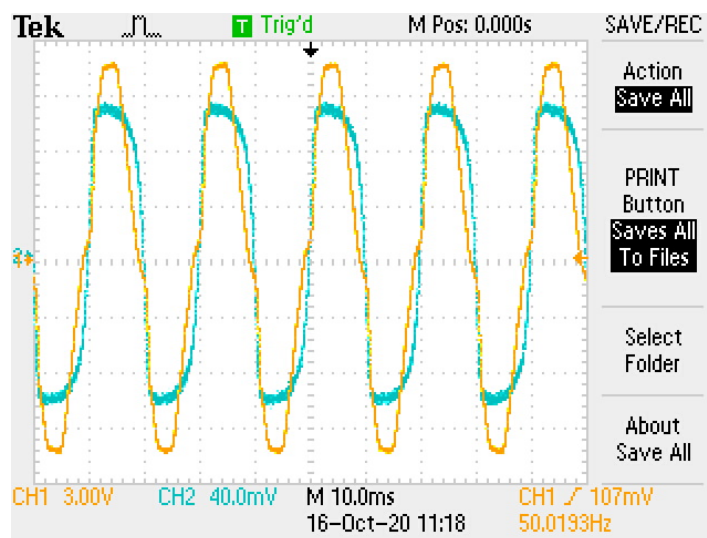 Tek
T Trig'd
M Pos: 0.000s
SAVE/REC
Action
Save All
PRINT
Button
Saves All
To Files
Select
Folder
About
Save All
CH1 3.00V
CH2 40.0mV
M 10.0ms
CH1 107mV
16-Oct-20 11:18
50.0193Hz